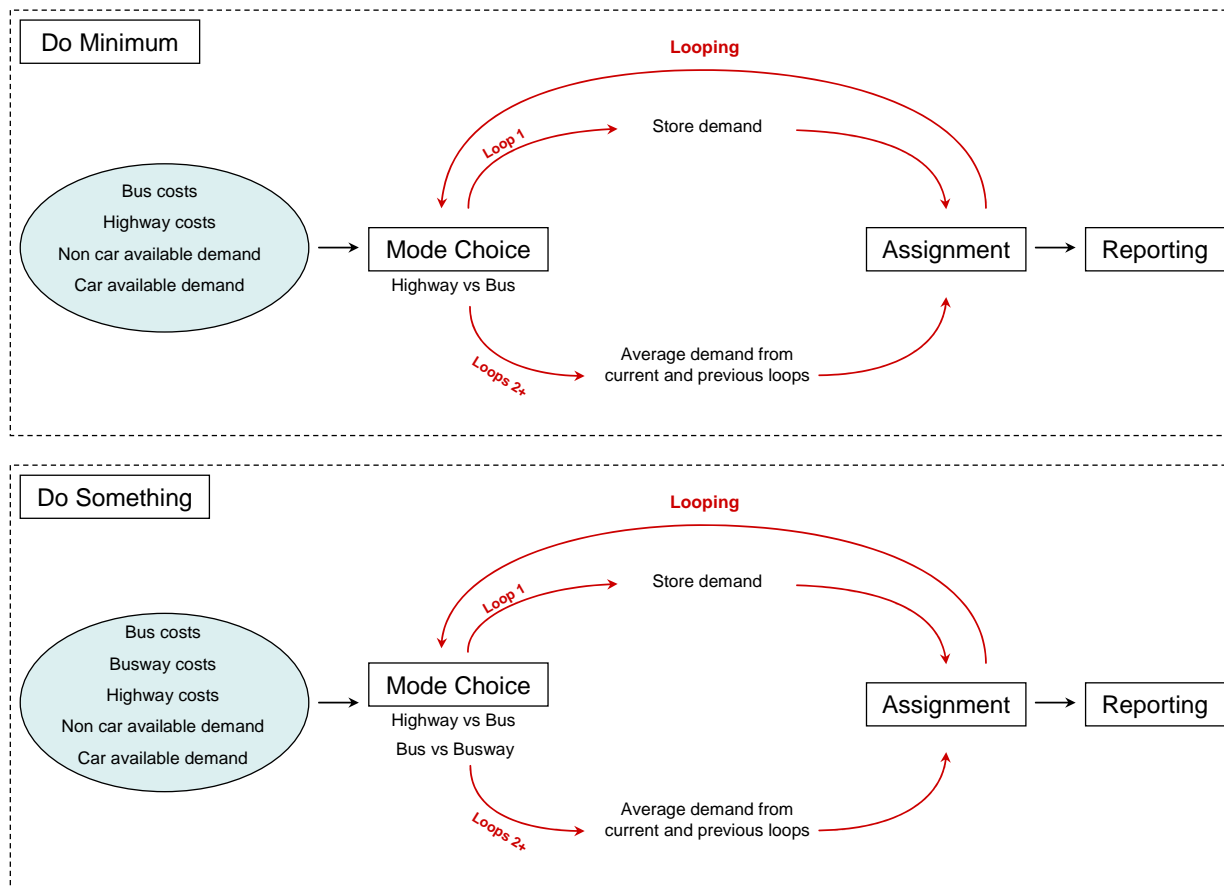 Do Minimum
Looping
Loop 1
Store demand
Bus costs
Highway costs
Non car available demand
Car available demand
Mode Choice
Highway vs Bus
Assignment
Reporting
Loops 2+
Average demand from
current and previous loops
Do Something
Looping
Loop 1
Store demand
Bus costs
Busway costs
Highway costs
Non car available demand
Car available demand
Mode Choice
Highway vs Bus
Bus vs Busway
Assignment
Reporting
Loops 2+
Average demand from
current and previous loops